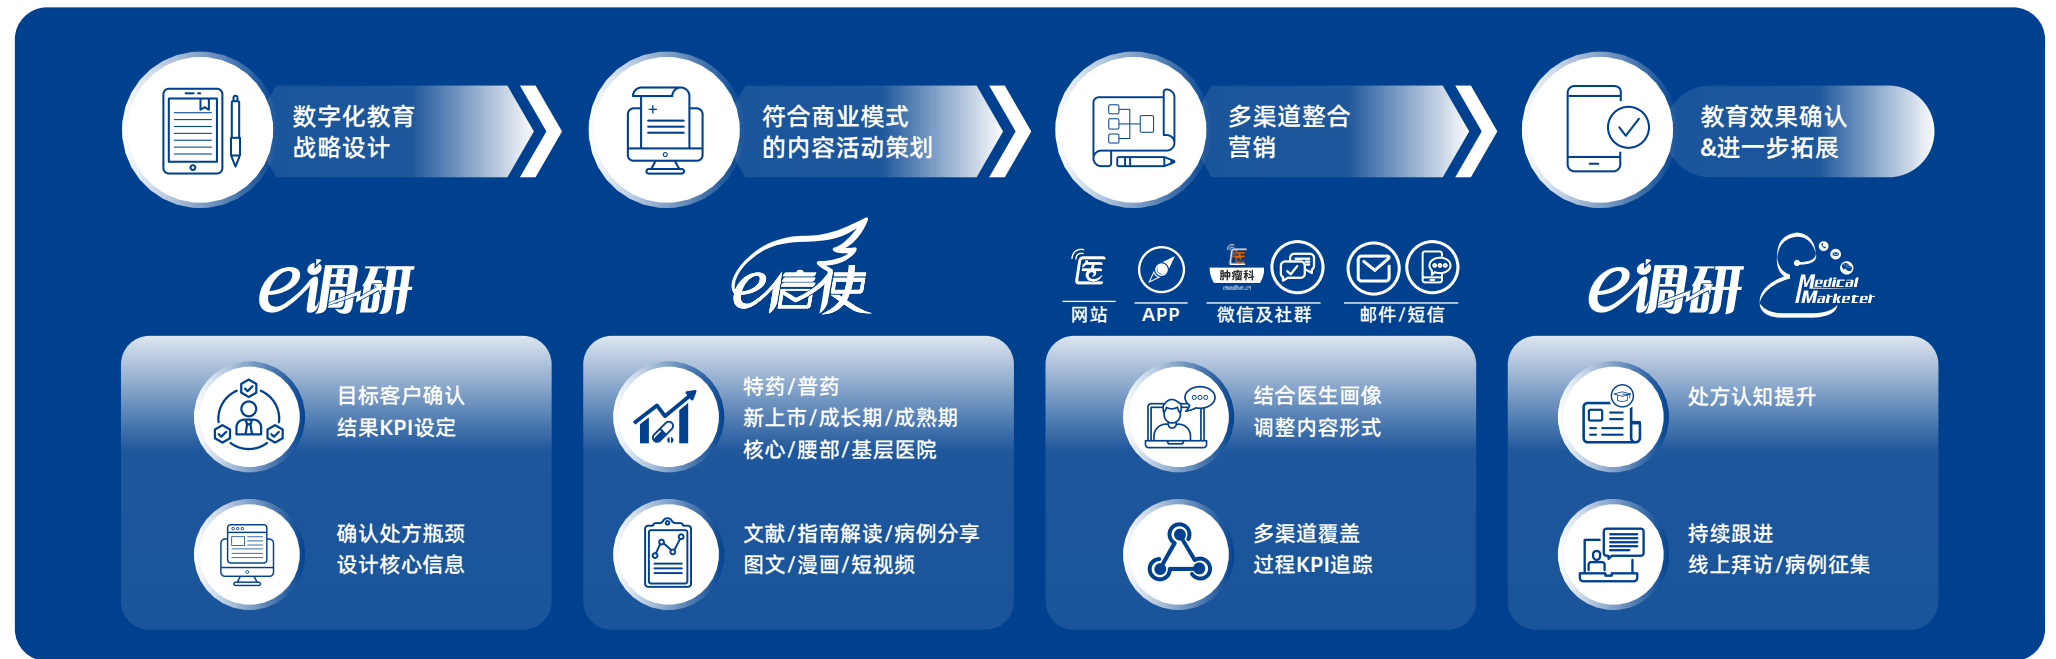 数字化教育
战略设计
符合商业模式
的内容活动策划
多渠道整合
营销
教育效果确认
&进一步拓展
e调研
e信使
医
网站
APP
医
肿瘤科
medlive.cn
微信及社群
邮件/短信
e调研
Medical
Marketer
目标客户确认
结果KPI设定
确认处方瓶颈
设计核心信息
特药/普药
新上市/成长期/成熟期
核心/腰部/基层医院
文献/指南解读/病例分享
图文/漫画/短视频
结合医生画像
调整内容形式
多渠道覆盖
过程KPI追踪
处方认知提升
持续跟进
线上拜访/病例征集